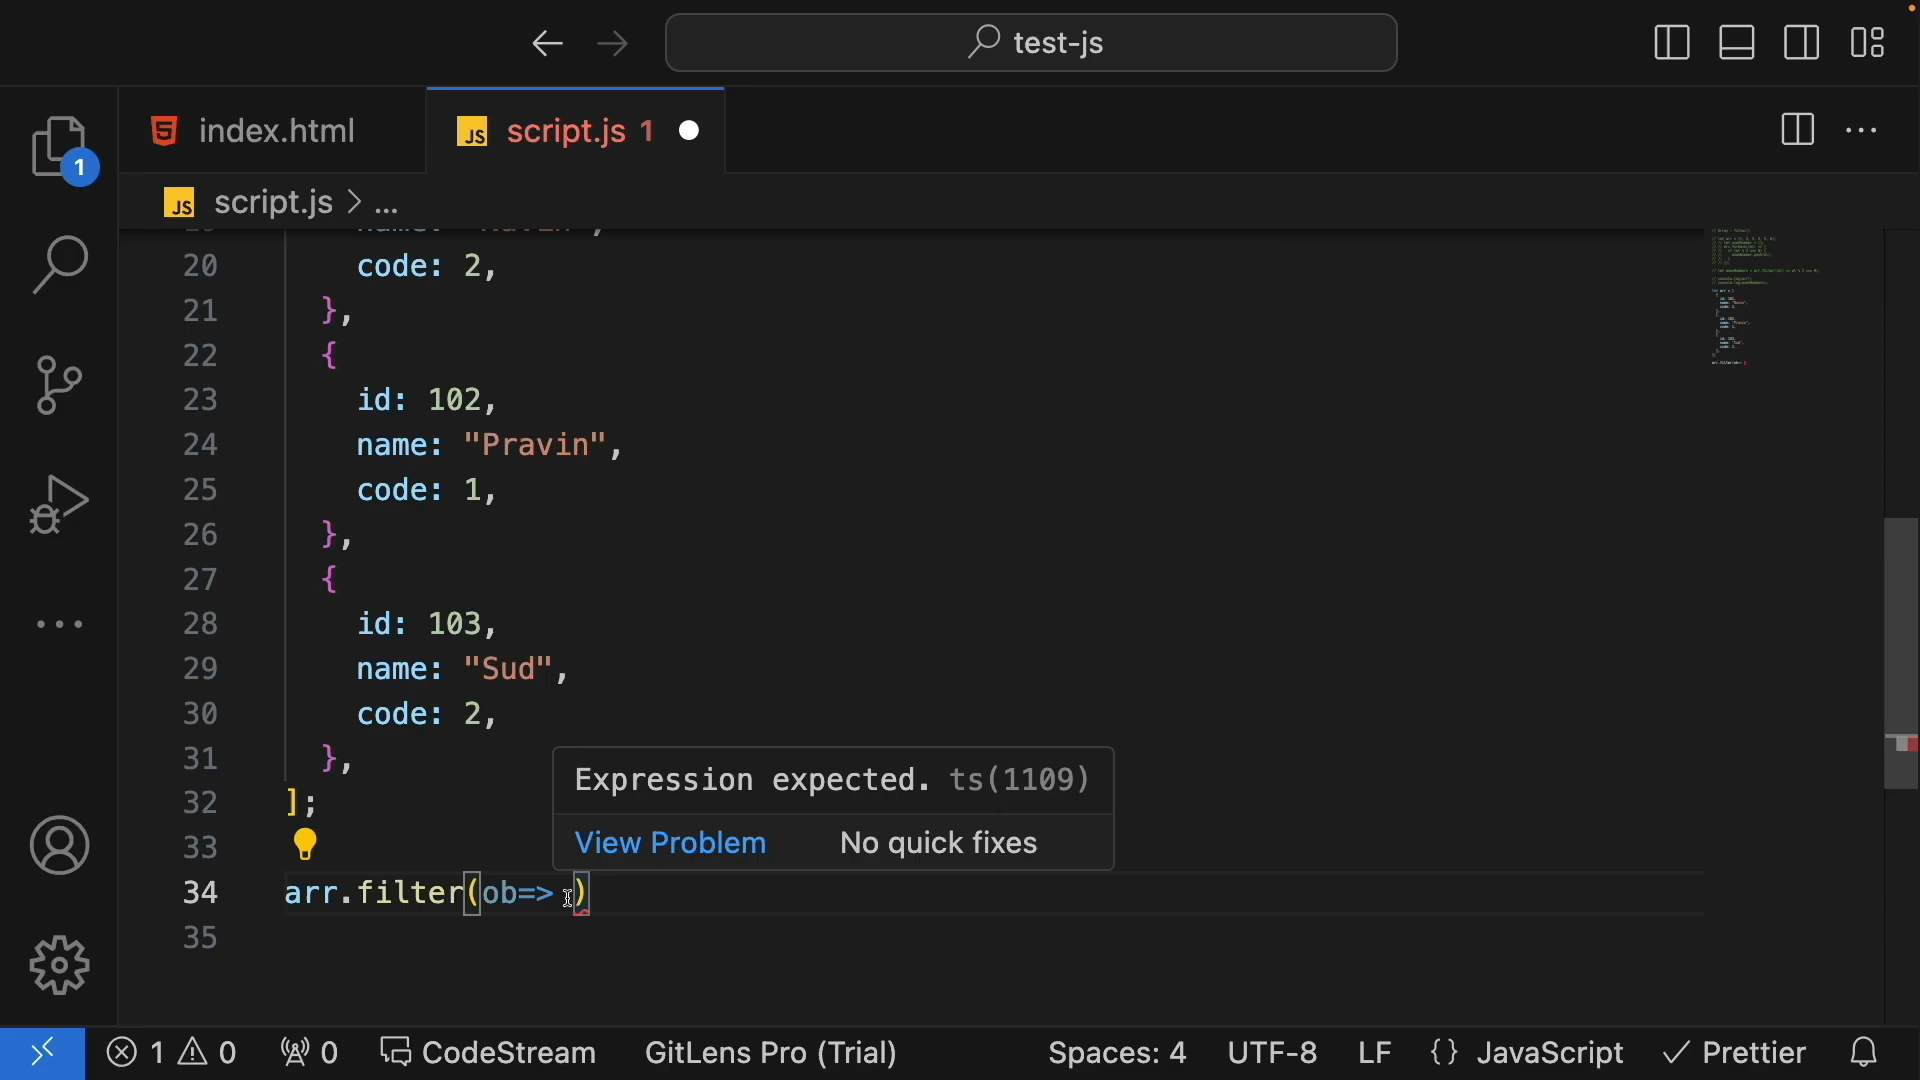 test-js
index.html
script.js 1
script.js > ...
20 code: 2,
21 },
22 {
23 id: 102,
24 name: "Pravin",
25 code: 1,
26 },
27 {
28 id: 103,
29 name: "Sud",
30 code: 2,
31 },
32 ];
33
34 arr.filter(ob=> )
35
Expression expected. ts(1109)
View Problem No quick fixes
1
1 0 0 CodeStream GitLens Pro (Trial) Spaces: 4 UTF-8 LF {} JavaScript Prettier